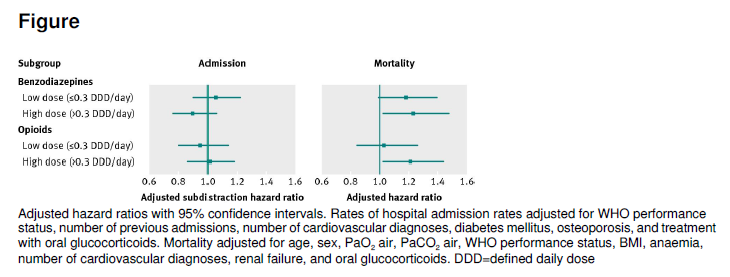 Figure
Subgroup Admission Mortality
Benzodiazepines
Low dose (≤0.3 DDD/day)
High dose (>0.3 DDD/day)
Opioids
Low dose (≤0.3 DDD/day)
High dose (>0.3 DDD/day)
0.6 0.8 1.0 1.2 1.4 1.6 0.6 0.8 1.0 1.2 1.4 1.6
Adjusted subdistraction hazard ratio Adjusted hazard ratio
Adjusted hazard ratios with 95% confidence intervals. Rates of hospital admission rates adjusted for WHO performance
status, number of previous admissions, number of cardiovascular diagnoses, diabetes mellitus, osteoporosis, and treatment
with oral glucocorticoids. Mortality adjusted for age, sex, PaO₂ air, PaCO₂ air, WHO performance status, BMI, anaemia,
number of cardiovascular diagnoses, renal failure, and oral glucocorticoids. DDD=defined daily dose